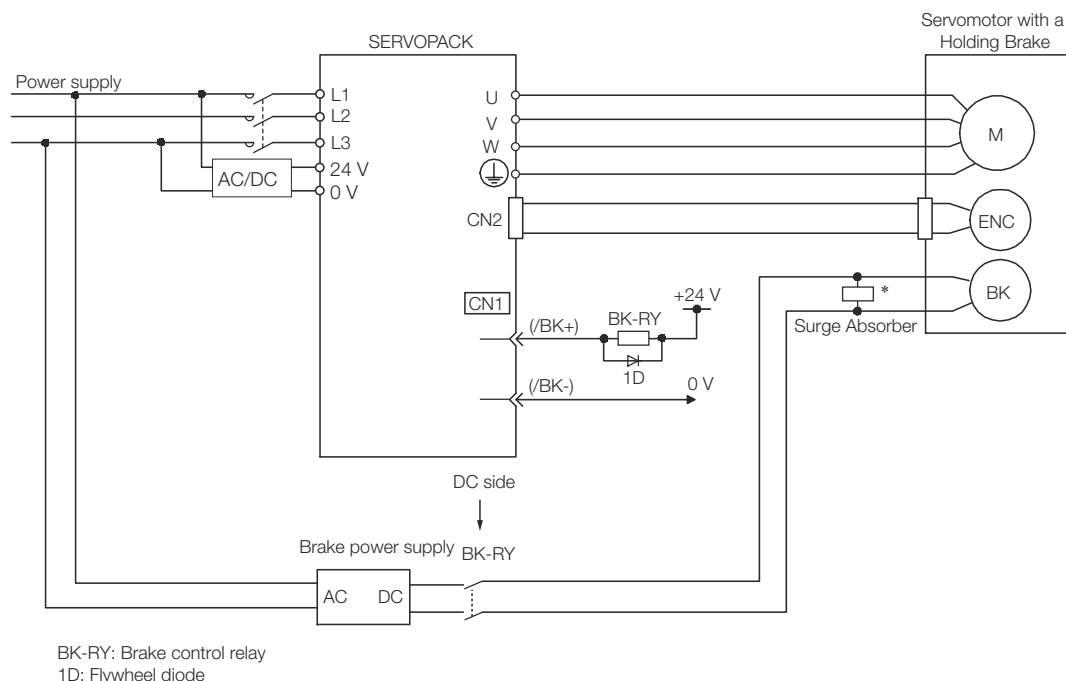 Servomotor with a
Holding Brake
SERVOPACK
Power supply
L1
L2
L3
24 V
0 V
AC/DC
U
V
W
M
CN2
ENC
CN1
BK
*
Surge Absorber
+24 V
(/BK+)
BK-RY
1D
(/BK-)
0 V
DC side
Brake power supply
BK-RY
AC
DC
BK-RY: Brake control relay
1D: Flywheel diode